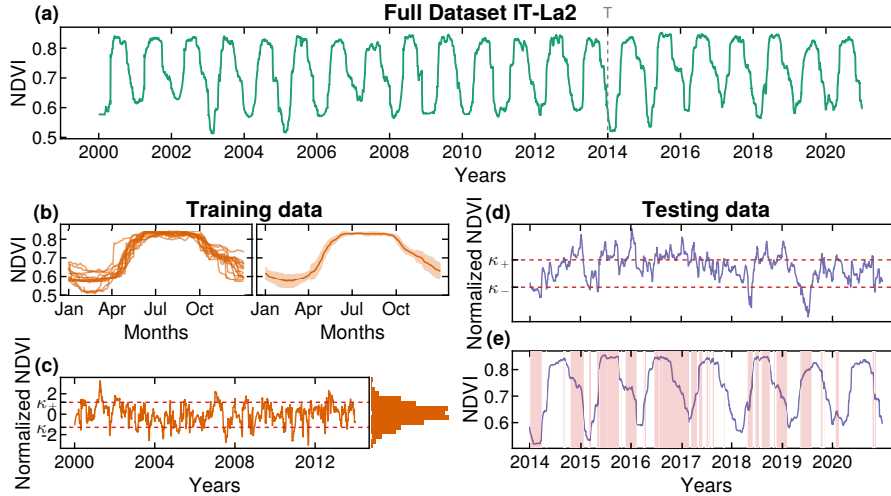 (a) Full Dataset IT-La2 T
NDVI
0.8
0.7
0.6
0.5
2000 2002 2004 2006 2008 2010 2012 2014 2016 2018 2020
Years
(b) Training data
NDVI
0.8
0.7
0.6
0.5
Jan Apr Jul Oct Jan Apr Jul Oct
Months Months
(c)
Normalized NDVI
2
κ+
0
κ−
−2
2000 2004 2008 2012
Years
(d) Testing data
Normalized NDVI
κ+
κ−
(e)
NDVI
0.8
0.6
2014 2015 2016 2017 2018 2019 2020
Years